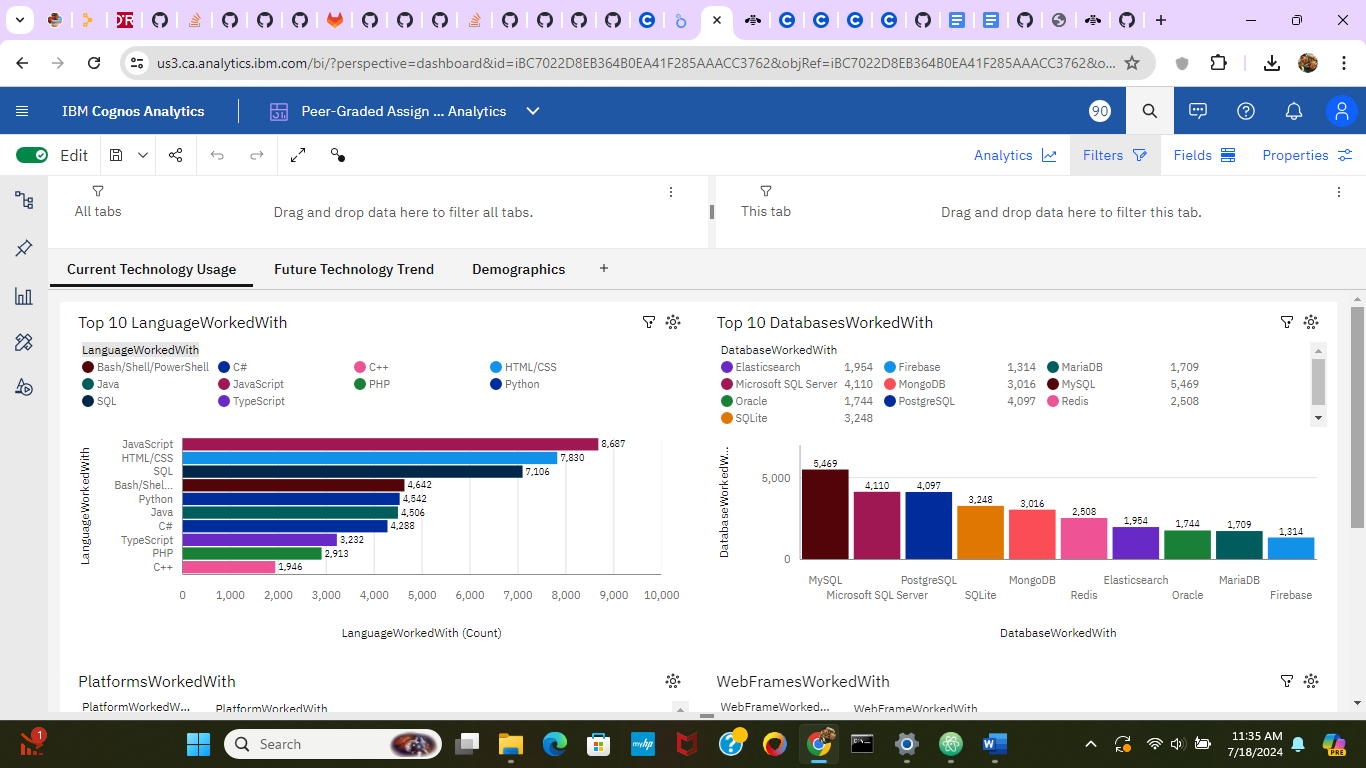 us3.ca.analytics.ibm.com/bi/?perspective=dashboard&id=iBC7022D8EB364B0EA41F285AAACC3762&objRef=iBC7022D8EB364B0EA41F285AAACC3762&o...
IBM Cognos Analytics
Peer-Graded Assign ... Analytics
90
Edit
Analytics
Filters
Fields
Properties
All tabs
Drag and drop data here to filter all tabs.
This tab
Drag and drop data here to filter this tab.
Current Technology Usage
Future Technology Trend
Demographics
Top 10 LanguageWorkedWith
LanguageWorkedWith
Bash/Shell/PowerShell C# C++ HTML/CSS
Java JavaScript PHP Python
SQL TypeScript
LanguageWorkedWith
JavaScript 8,687
HTML/CSS 7,830
SQL 7,106
Bash/Shel... 4,642
Python 4,542
Java 4,506
C# 4,288
TypeScript 3,232
PHP 2,913
C++ 1,946
0 1,000 2,000 3,000 4,000 5,000 6,000 7,000 8,000 9,000 10,000
LanguageWorkedWith (Count)
Top 10 DatabasesWorkedWith
DatabaseWorkedWith
Elasticsearch 1,954 Firebase 1,314 MariaDB 1,709
Microsoft SQL Server 4,110 MongoDB 3,016 MySQL 5,469
Oracle 1,744 PostgreSQL 4,097 Redis 2,508
SQLite 3,248
DatabaseWorkedW...
5,000
0
5,469 4,110 4,097 3,248 3,016 2,508 1,954 1,744 1,709 1,314
MySQL PostgreSQL MongoDB Elasticsearch MariaDB
Microsoft SQL Server SQLite Redis Oracle Firebase
DatabaseWorkedWith
PlatformsWorkedWith
PlatformWorkedW... PlatformWorkedWith
WebFramesWorkedWith
WebFrameWorked... WebFrameWorkedWith
1
Search
myhp
W
11:35 AM
7/18/2024
PRE